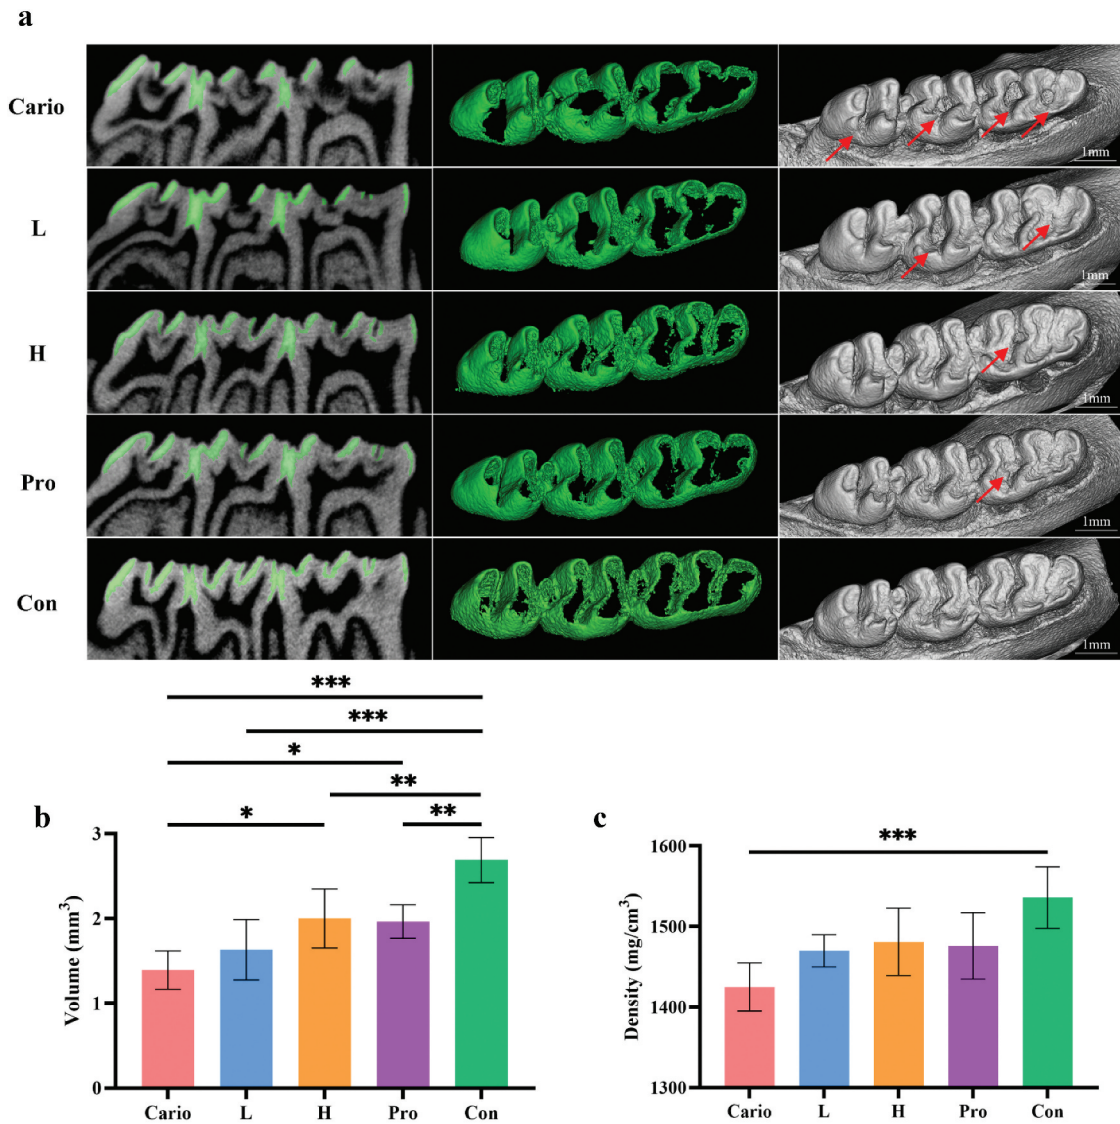 a
Cario
1mm
L
1mm
H
1mm
Pro
1mm
Con
1mm
***
***
*
**
*
**
b
Volume (mm³)
3
2
1
0
Cario L H Pro Con
c
***
Density (mg/cm³)
1600
1500
1400
1300
Cario L H Pro Con